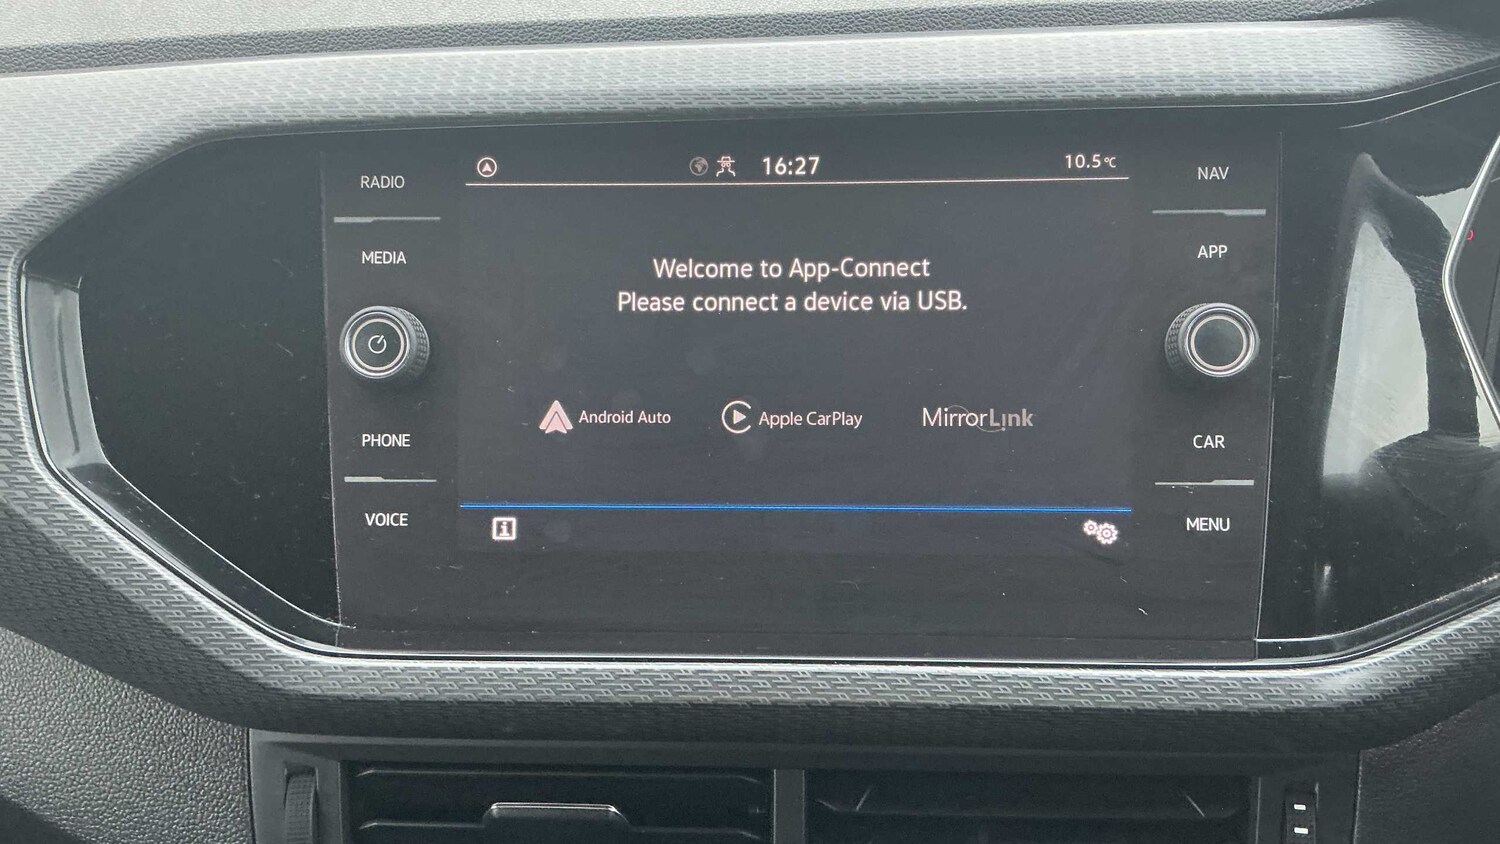 RADIO
MEDIA
PHONE
VOICE
16:27
10.5°C
Welcome to App-Connect
Please connect a device via USB.
Android Auto
Apple CarPlay
MirrorLink
i
NAV
APP
CAR
MENU